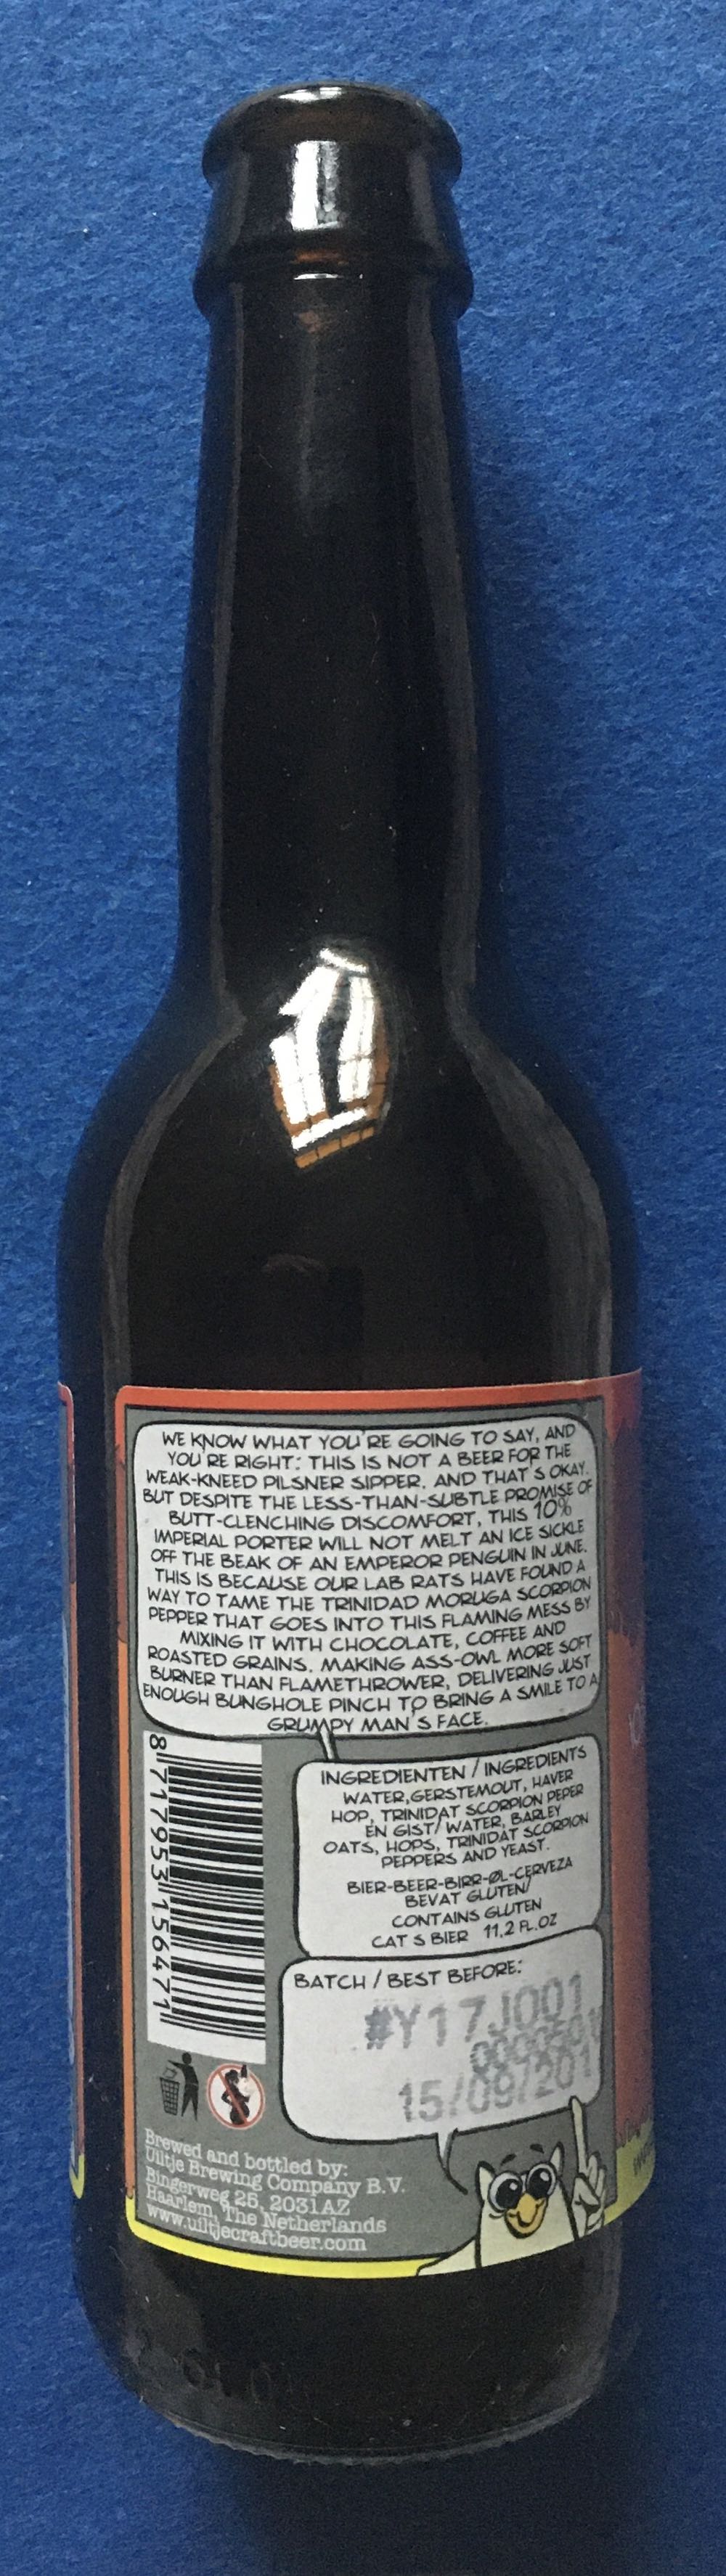 WE KNOW WHAT YOU'RE GOING TO SAY, AND
YOU'RE RIGHT: THIS IS NOT A BEER FOR THE
WEAK-KNEED PILSNER SIPPER. AND THAT'S OKAY.
BUT DESPITE THE LESS-THAN-SUBTLE PROMISE OF
BUTT-CLENCHING DISCOMFORT, THIS 10%
IMPERIAL PORTER WILL NOT MELT AN ICE SICKLE
OFF THE BEAK OF AN EMPEROR PENGUIN IN JUNE.
THIS IS BECAUSE OUR LAB RATS HAVE FOUND A
WAY TO TAME THE TRINIDAD MORUGA SCORPION
PEPPER THAT GOES INTO THIS FLAMING MESS BY
MIXING IT WITH CHOCOLATE, COFFEE AND
ROASTED GRAINS. MAKING ASS-OWL MORE SOFT
BURNER THAN FLAMETHROWER, DELIVERING JUST
ENOUGH BUNGHOLE PINCH TO BRING A SMILE TO A
GRUMPY MAN'S FACE.
8 717953 156471
INGREDIENTEN / INGREDIENTS
WATER,GERSTEMOUT, HAVER
HOP, TRINIDAT SCORPION PEPER
EN GIST/ WATER, BARLEY
OATS, HOPS, TRINIDAT SCORPION
PEPPERS AND YEAST.
BIER-BEER-BIRR-ØL-CERVEZA
BEVAT GLUTEN/
CONTAINS GLUTEN
CAT S BIER 11,2 FL.OZ
BATCH / BEST BEFORE:
#Y17J001
15/09/201
Brewed and bottled by:
Uiltje Brewing Company B.V.
Bingerweg 25, 2031AZ
Haarlem, The Netherlands
www.uiltjecraftbeer.com